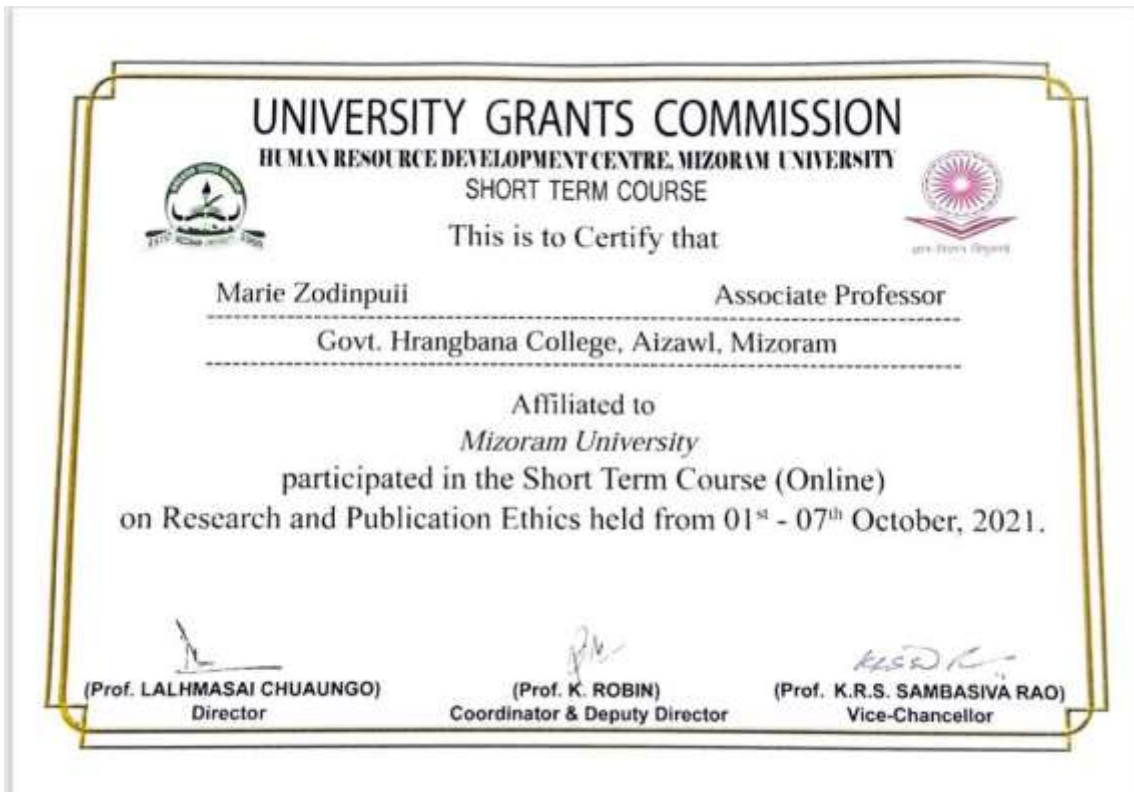 UNIVERSITY GRANTS COMMISSION
HUMAN RESOURCE DEVELOPMENT CENTRE, MIZORAM UNIVERSITY
SHORT TERM COURSE
This is to Certify that
Marie Zodinpuii Associate Professor
Govt. Hrangbana College, Aizawl, Mizoram
Affiliated to
Mizoram University
participated in the Short Term Course (Online)
on Research and Publication Ethics held from 01st - 07th October, 2021.
(Prof. LALHMASAI CHUAUNGO) (Prof. K. ROBIN) (Prof. K.R.S. SAMBASIVA RAO)
Director Coordinator & Deputy Director Vice-Chancellor